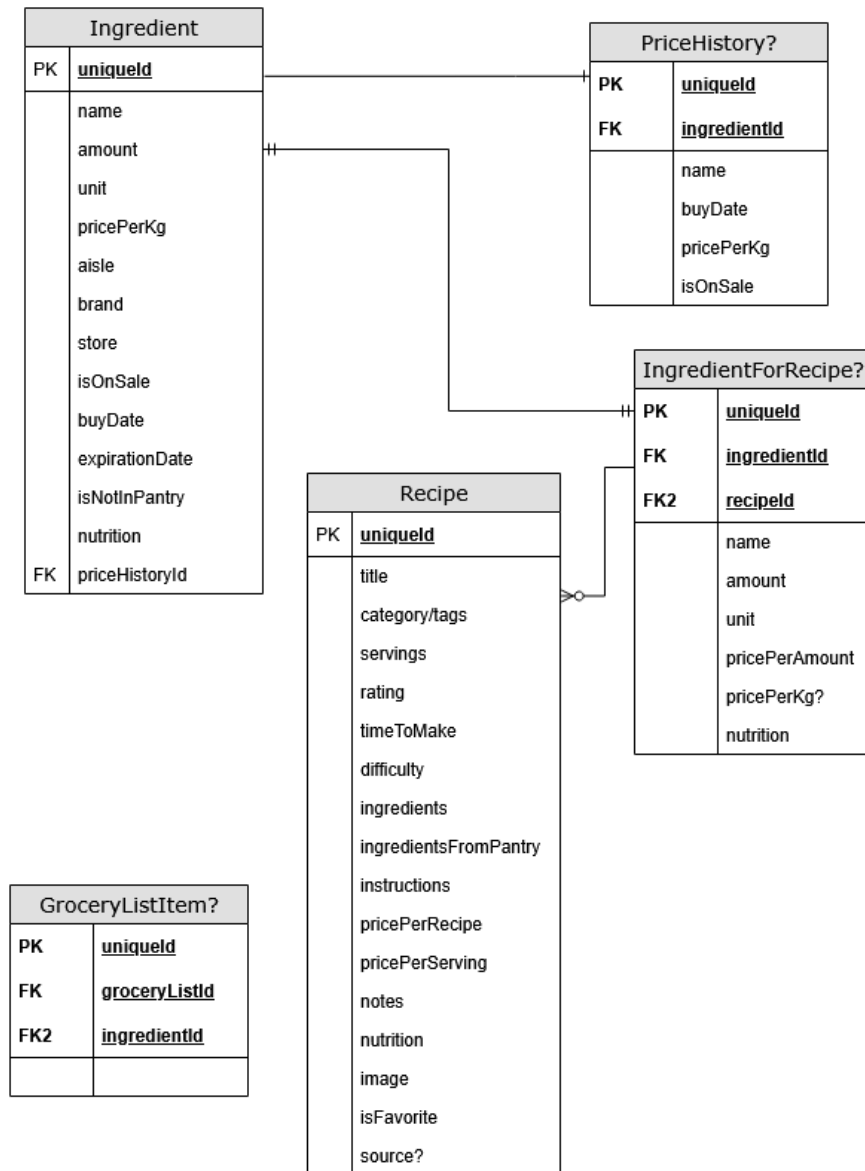 Ingredient
PK uniqueId
name
amount
unit
pricePerKg
aisle
brand
store
isOnSale
buyDate
expirationDate
isNotInPantry
nutrition
FK priceHistoryId
PriceHistory?
PK uniqueId
FK ingredientId
name
buyDate
pricePerKg
isOnSale
IngredientForRecipe?
PK uniqueId
FK ingredientId
FK2 recipeId
name
amount
unit
pricePerAmount
pricePerKg?
nutrition
Recipe
PK uniqueId
title
category/tags
servings
rating
timeToMake
difficulty
ingredients
ingredientsFromPantry
instructions
pricePerRecipe
pricePerServing
notes
nutrition
image
isFavorite
source?
GroceryListItem?
PK uniqueId
FK groceryListId
FK2 ingredientId